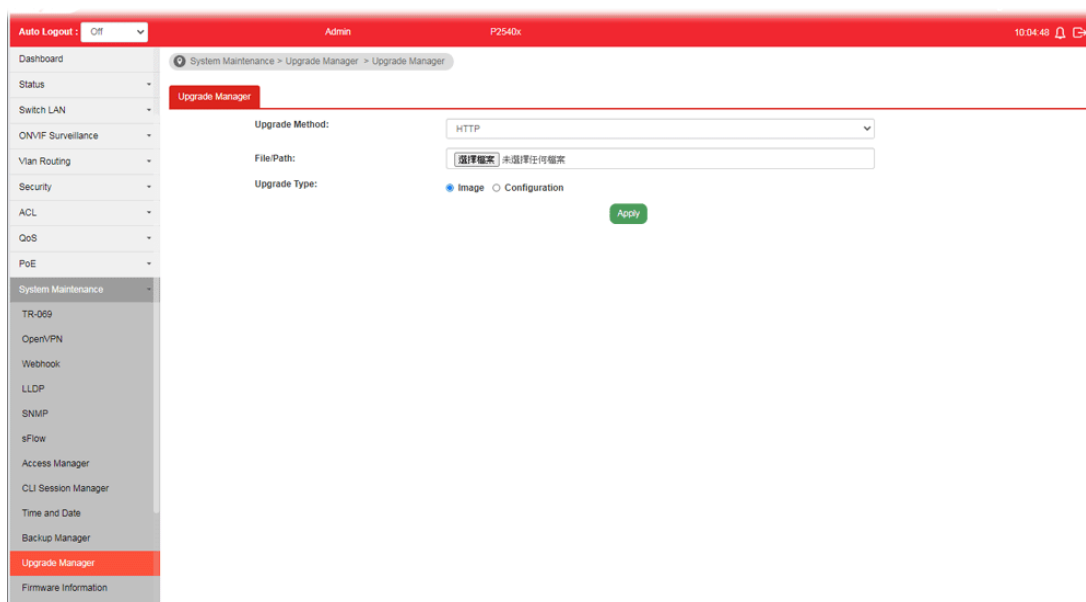 Auto Logout : Off Admin P2540x 10:04:48
Dashboard
System Maintenance > Upgrade Manager > Upgrade Manager
Status
Switch LAN
ONVIF Surveillance
Vlan Routing
Security
ACL
QoS
PoE
System Maintenance
TR-069
OpenVPN
Webhook
LLDP
SNMP
sFlow
Access Manager
CLI Session Manager
Time and Date
Backup Manager
Upgrade Manager
Firmware Information
Upgrade Manager
Upgrade Method: HTTP
File/Path: 選擇檔案 未選擇任何檔案
Upgrade Type: Image Configuration
Apply